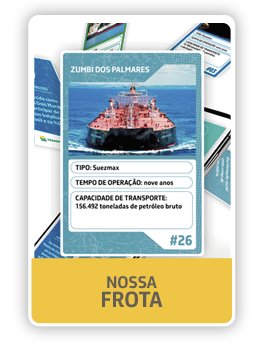 ZUMBI DOS PALMARES
TIPO: Suezmax
TEMPO DE OPERAÇÃO: nove anos
CAPACIDADE DE TRANSPORTE:
156.492 toneladas de petróleo bruto
#26
NOSSA
FROTA